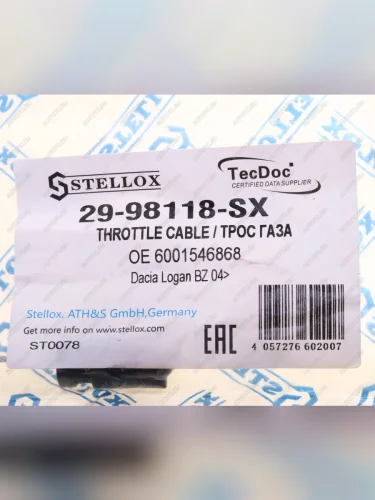 STELLOX
TecDoc
CERTIFIED DATA SUPPLIER
29-98118-SX
THROTTLE CABLE / ТРОС ГАЗА
OE 6001546868
Dacia Logan BZ 04>
Stellox, ATH&S GmbH,Germany
Get more info on www.stellox.com
ST0078
EAC
4 057276 602007